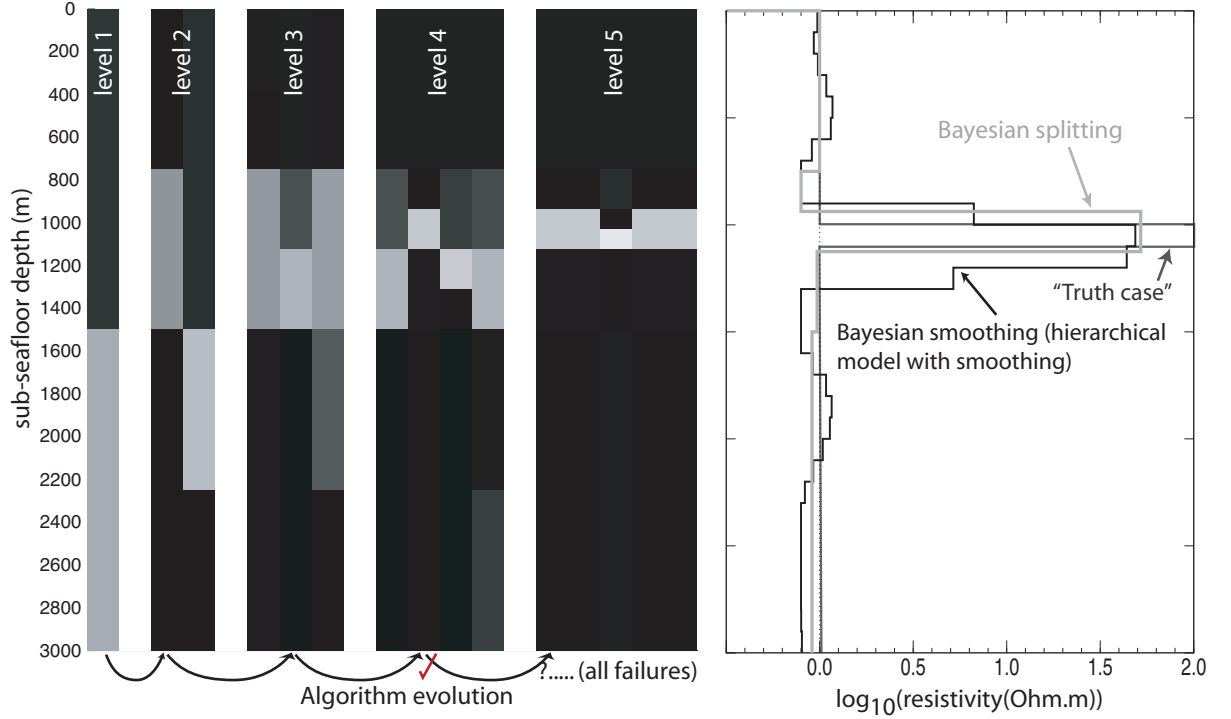 0
200
400
600
800
1000
1200
1400
1600
1800
2000
2200
2400
2600
2800
3000
sub-seafloor depth (m)
level 1
level 2
level 3
level 4
level 5
?..... (all failures)
Algorithm evolution
Bayesian splitting
"Truth case"
Bayesian smoothing (hierarchical
model with smoothing)
0.0 0.5 1.0 1.5 2.0
log10(resistivity(Ohm.m))